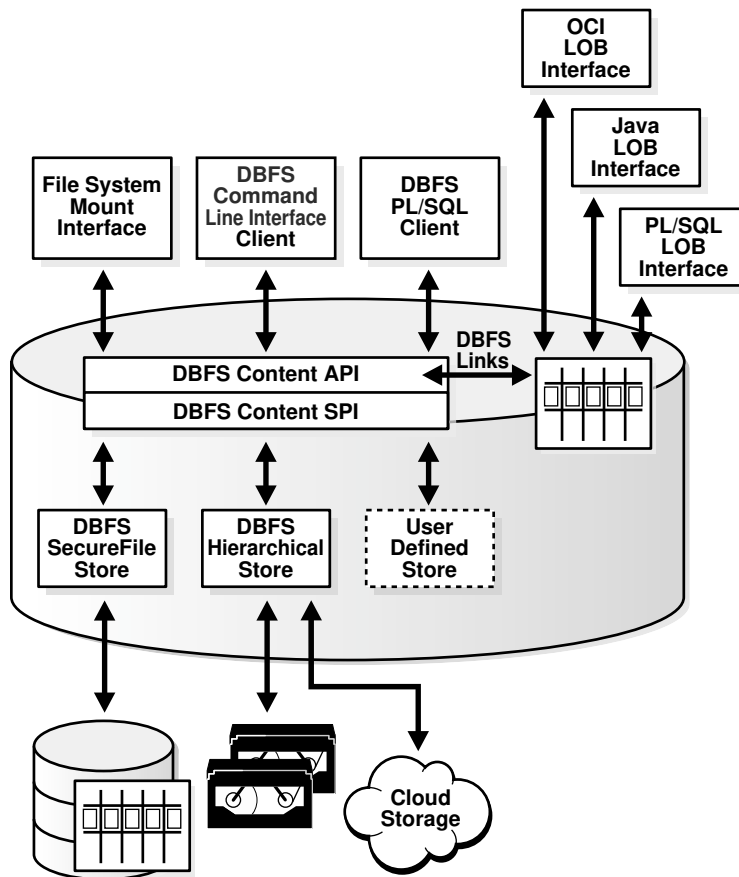 OCI
LOB
Interface
Java
LOB
Interface
PL/SQL
LOB
Interface
File System
Mount
Interface
DBFS
Command
Line Interface
Client
DBFS
PL/SQL
Client
DBFS
Links
DBFS Content API
DBFS Content SPI
DBFS
SecureFile
Store
DBFS
Hierarchical
Store
User
Defined
Store
Cloud
Storage